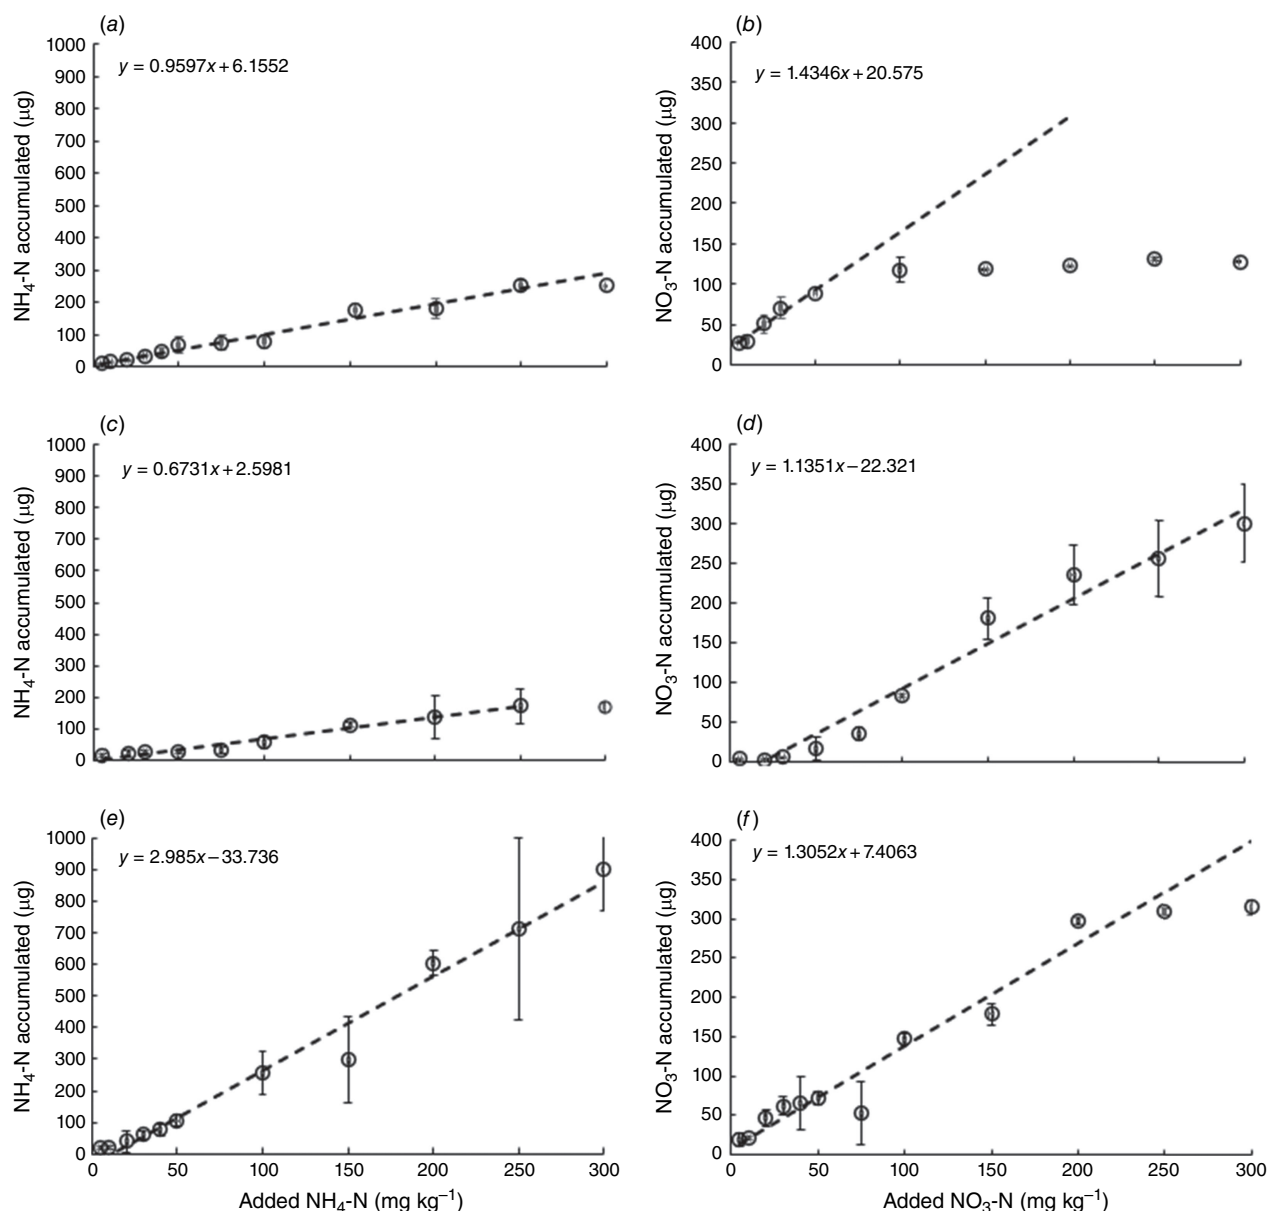 (a)
y = 0.9597x + 6.1552
NH4-N accumulated (μg)
1000
900
800
700
600
500
400
300
200
100
0
(b)
y = 1.4346x + 20.575
NO3-N accumulated (μg)
400
350
300
250
200
150
100
50
0
(c)
y = 0.6731x + 2.5981
NH4-N accumulated (μg)
1000
900
800
700
600
500
400
300
200
100
0
(d)
y = 1.1351x − 22.321
NO3-N accumulated (μg)
400
350
300
250
200
150
100
50
0
(e)
y = 2.985x − 33.736
NH4-N accumulated (μg)
1000
900
800
700
600
500
400
300
200
100
0
0 50 100 150 200 250 300
Added NH4-N (mg kg–1)
(f)
y = 1.3052x + 7.4063
NO3-N accumulated (μg)
400
350
300
250
200
150
100
50
0
0 50 100 150 200 250 300
Added NO3-N (mg kg–1)